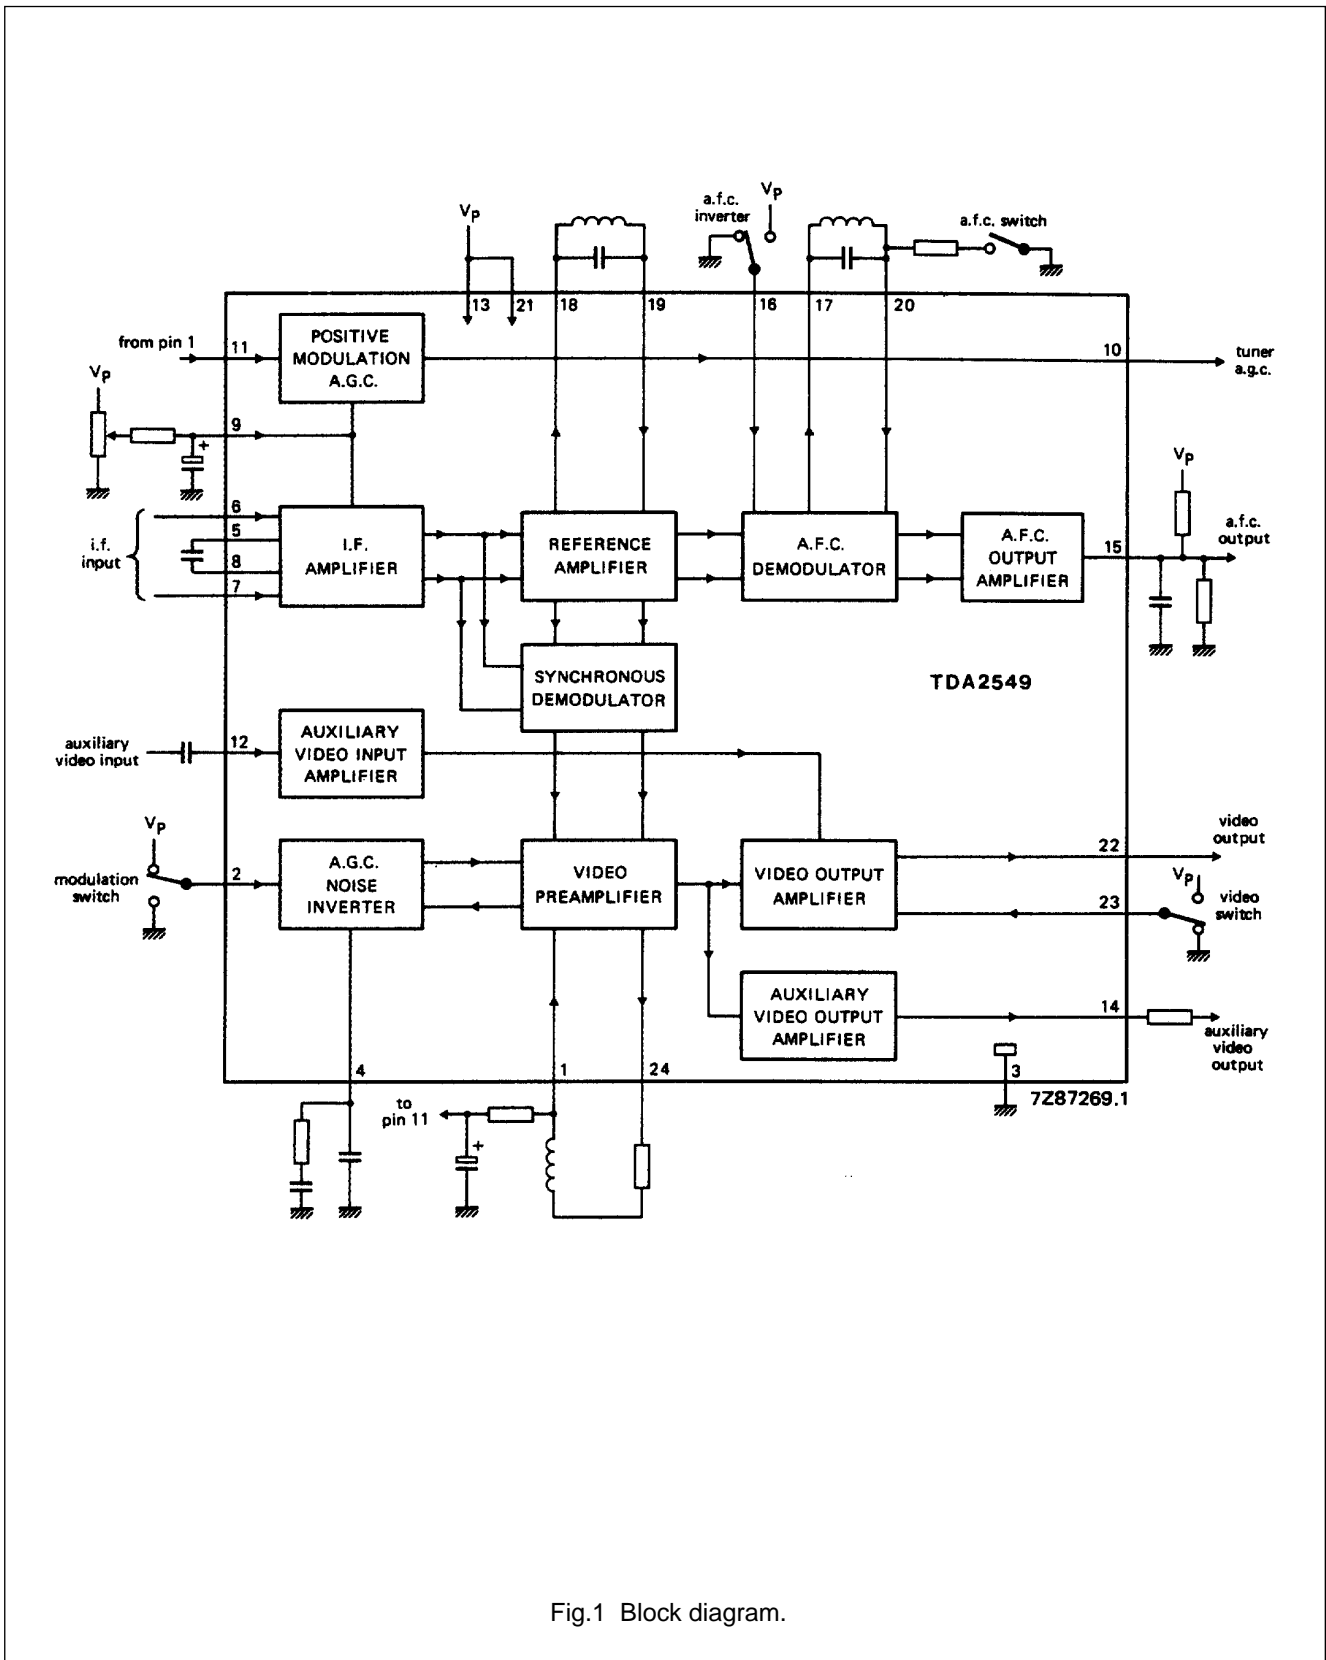 a.f.c.
inverter
Vp
Vp
a.f.c. switch
13
21
18
19
16
17
20
from pin 1
11
POSITIVE
MODULATION
A.G.C.
10
tuner
a.g.c.
Vp
9
+
Vp
i.f.
input
6
5
8
7
I.F.
AMPLIFIER
REFERENCE
AMPLIFIER
A.F.C.
DEMODULATOR
A.F.C.
OUTPUT
AMPLIFIER
15
a.f.c.
output
SYNCHRONOUS
DEMODULATOR
TDA2549
auxiliary
video input
12
AUXILIARY
VIDEO INPUT
AMPLIFIER
Vp
modulation
switch
2
A.G.C.
NOISE
INVERTER
VIDEO
PREAMPLIFIER
VIDEO OUTPUT
AMPLIFIER
22
video
output
Vp
23
video
switch
AUXILIARY
VIDEO OUTPUT
AMPLIFIER
14
auxiliary
video
output
4
1
24
3
7Z87269.1
to
pin 11
+
Fig.1 Block diagram.